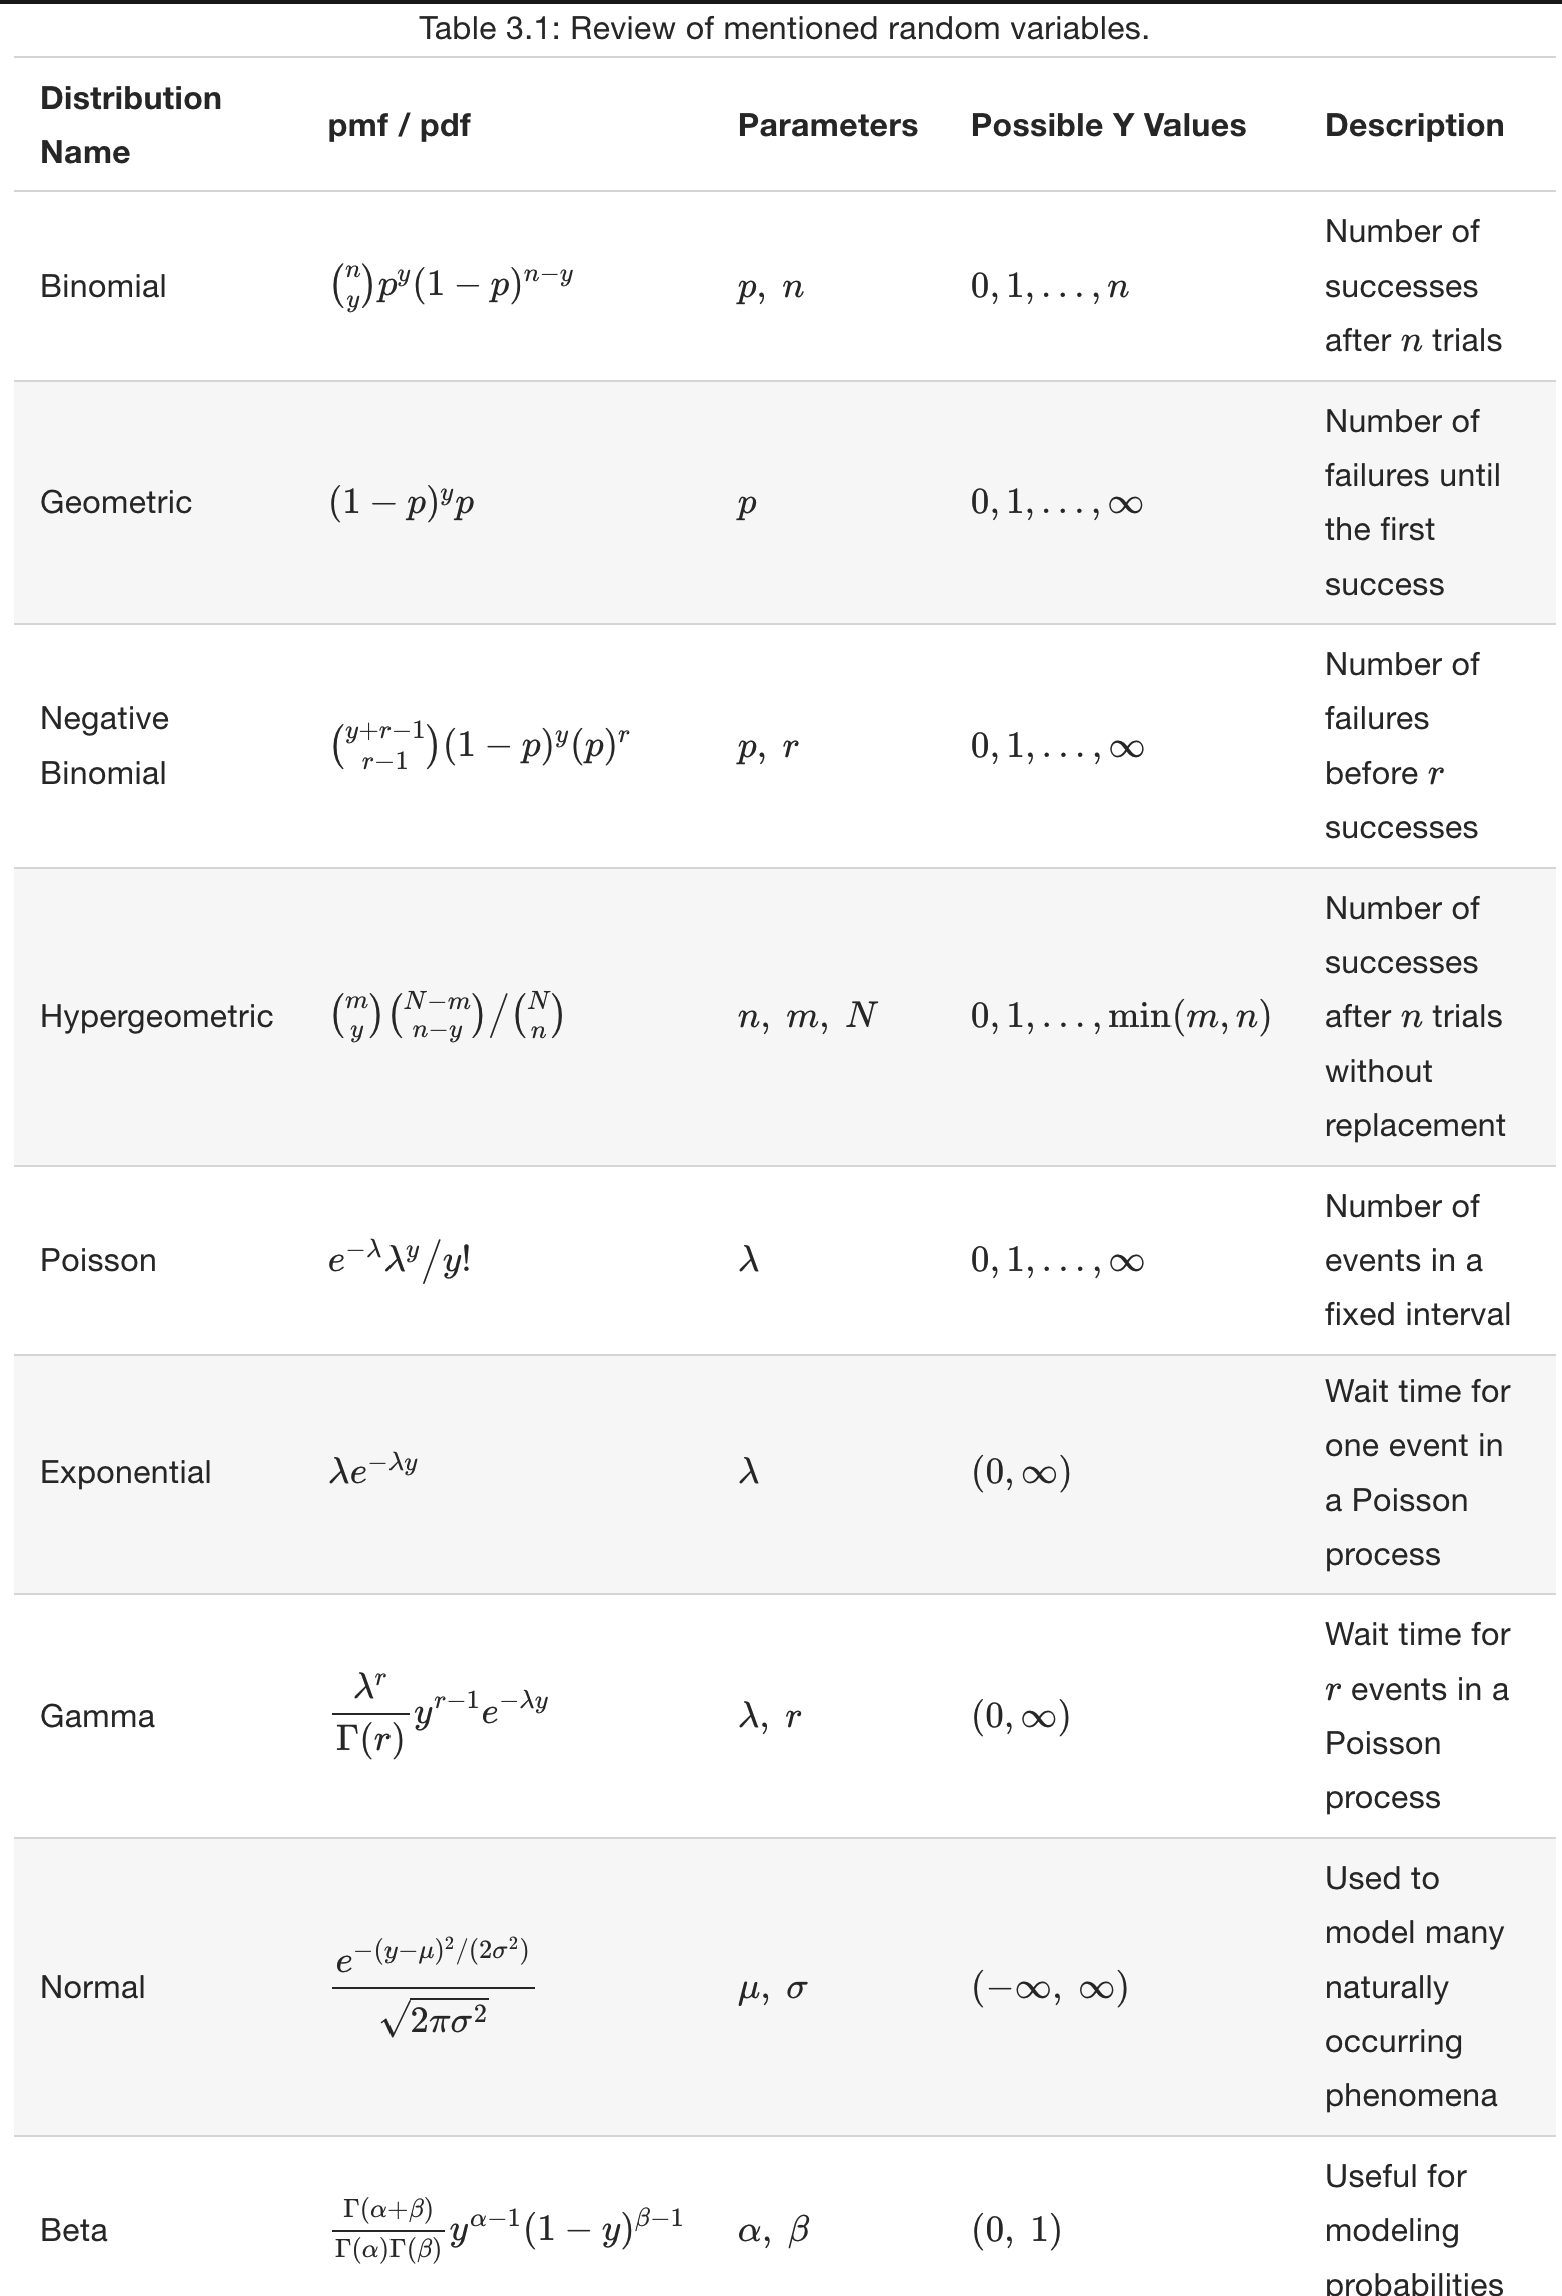 Table 3.1: Review of mentioned random variables.
Distribution Name | pmf / pdf | Parameters | Possible Y Values | Description
Binomial | $\binom{n}{y} p^y (1-p)^{n-y}$ | $p,\ n$ | $0, 1, \ldots, n$ | Number of successes after $n$ trials
Geometric | $(1-p)^y p$ | $p$ | $0, 1, \ldots, \infty$ | Number of failures until the first success
Negative Binomial | $\binom{y+r-1}{r-1} (1-p)^y (p)^r$ | $p,\ r$ | $0, 1, \ldots, \infty$ | Number of failures before $r$ successes
Hypergeometric | $\binom{m}{y} \binom{N-m}{n-y} / \binom{N}{n}$ | $n,\ m,\ N$ | $0, 1, \ldots, \min(m, n)$ | Number of successes after $n$ trials without replacement
Poisson | $e^{-\lambda} \lambda^y / y!$ | $\lambda$ | $0, 1, \ldots, \infty$ | Number of events in a fixed interval
Exponential | $\lambda e^{-\lambda y}$ | $\lambda$ | $(0, \infty)$ | Wait time for one event in a Poisson process
Gamma | $\frac{\lambda^r}{\Gamma(r)} y^{r-1} e^{-\lambda y}$ | $\lambda,\ r$ | $(0, \infty)$ | Wait time for $r$ events in a Poisson process
Normal | $\frac{e^{-(y-\mu)^2/(2\sigma^2)}}{\sqrt{2\pi\sigma^2}}$ | $\mu,\ \sigma$ | $(-\infty,\ \infty)$ | Used to model many naturally occurring phenomena
Beta | $\frac{\Gamma(\alpha+\beta)}{\Gamma(\alpha)\Gamma(\beta)} y^{\alpha-1} (1-y)^{\beta-1}$ | $\alpha,\ \beta$ | $(0,\ 1)$ | Useful for modeling probabilities